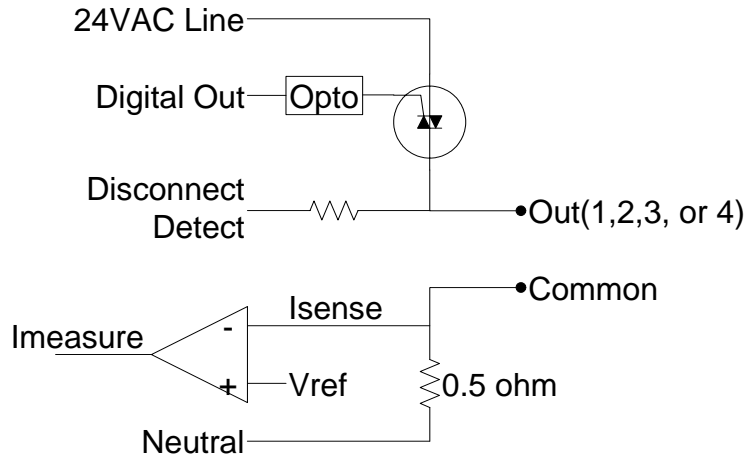 24VAC Line
Digital Out
Opto
Disconnect
Detect
Out(1,2,3, or 4)
Common
Isense
-
Imeasure
+
Vref
0.5 ohm
Neutral